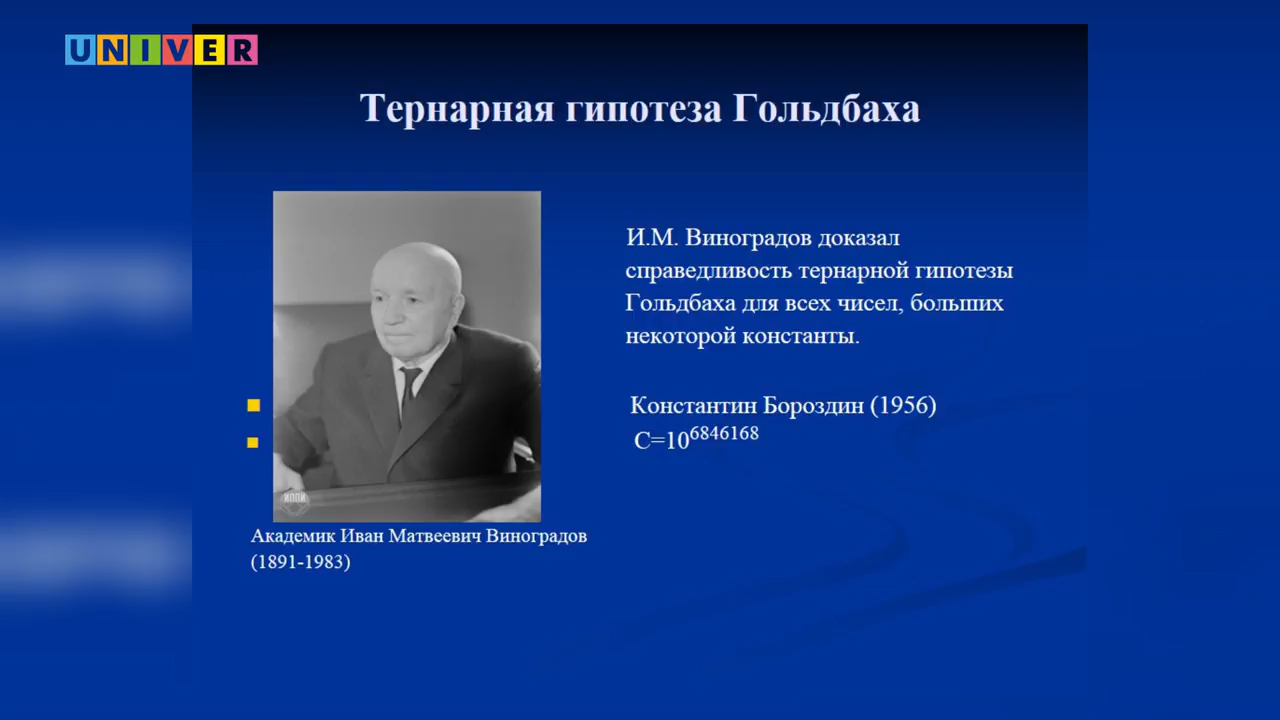 UNIVER
Тернарная гипотеза Гольдбаха
И.М. Виноградов доказал
справедливость тернарной гипотезы
Гольдбаха для всех чисел, больших
некоторой константы.
Константин Бороздин (1956)
С=10^6846168
ИППИ
Академик Иван Матвеевич Виноградов
(1891-1983)